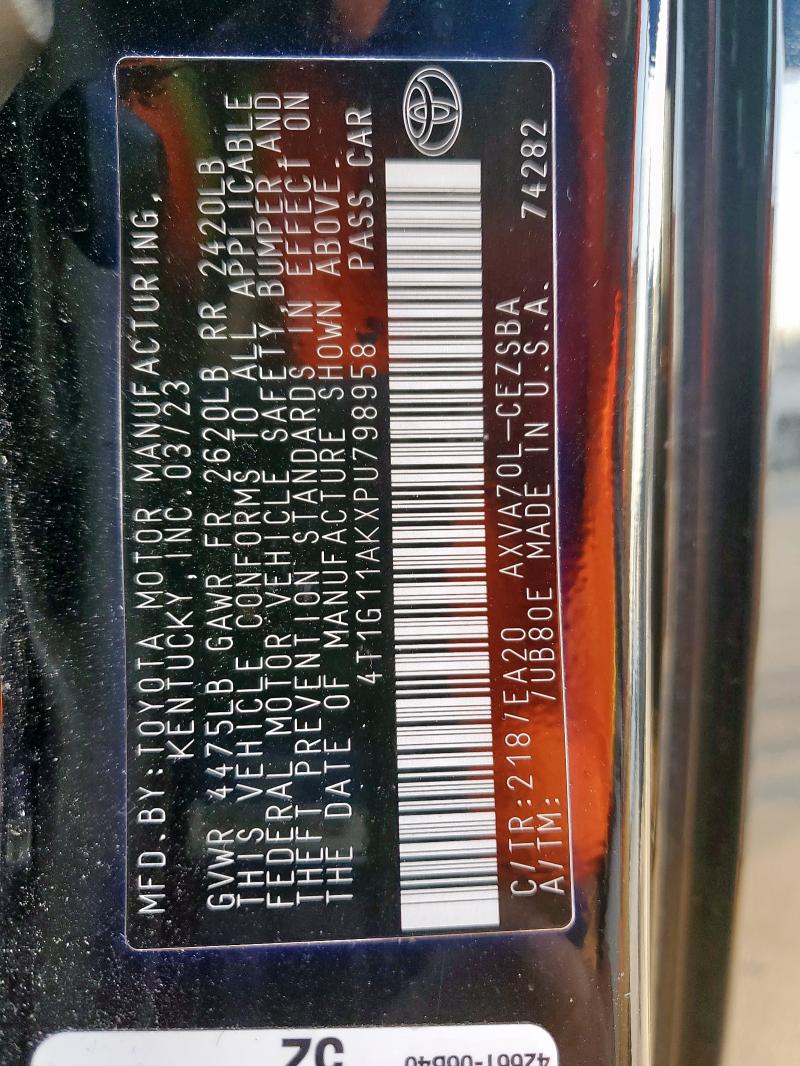 MFD.BY:TOYOTA MOTOR MANUFACTURING,
KENTUCKY,INC.03/23
GVWR 4475LB GAWR FR 2620LB RR 2420LB
THIS VEHICLE CONFORMS TO ALL APPLICABLE
FEDERAL MOTOR VEHICLE SAFETY,BUMPER,AND
THEFT PREVENTION STANDARDS IN EFFECT ON
THE DATE OF MANUFACTURE SHOWN ABOVE.
4T1G11AKXPU798958 PASS.CAR
C/TR:218/EA20 AXVA70L-CEZSBA 74282
A/TM: /UB80E MADE IN U.S.A.
42661-06B40